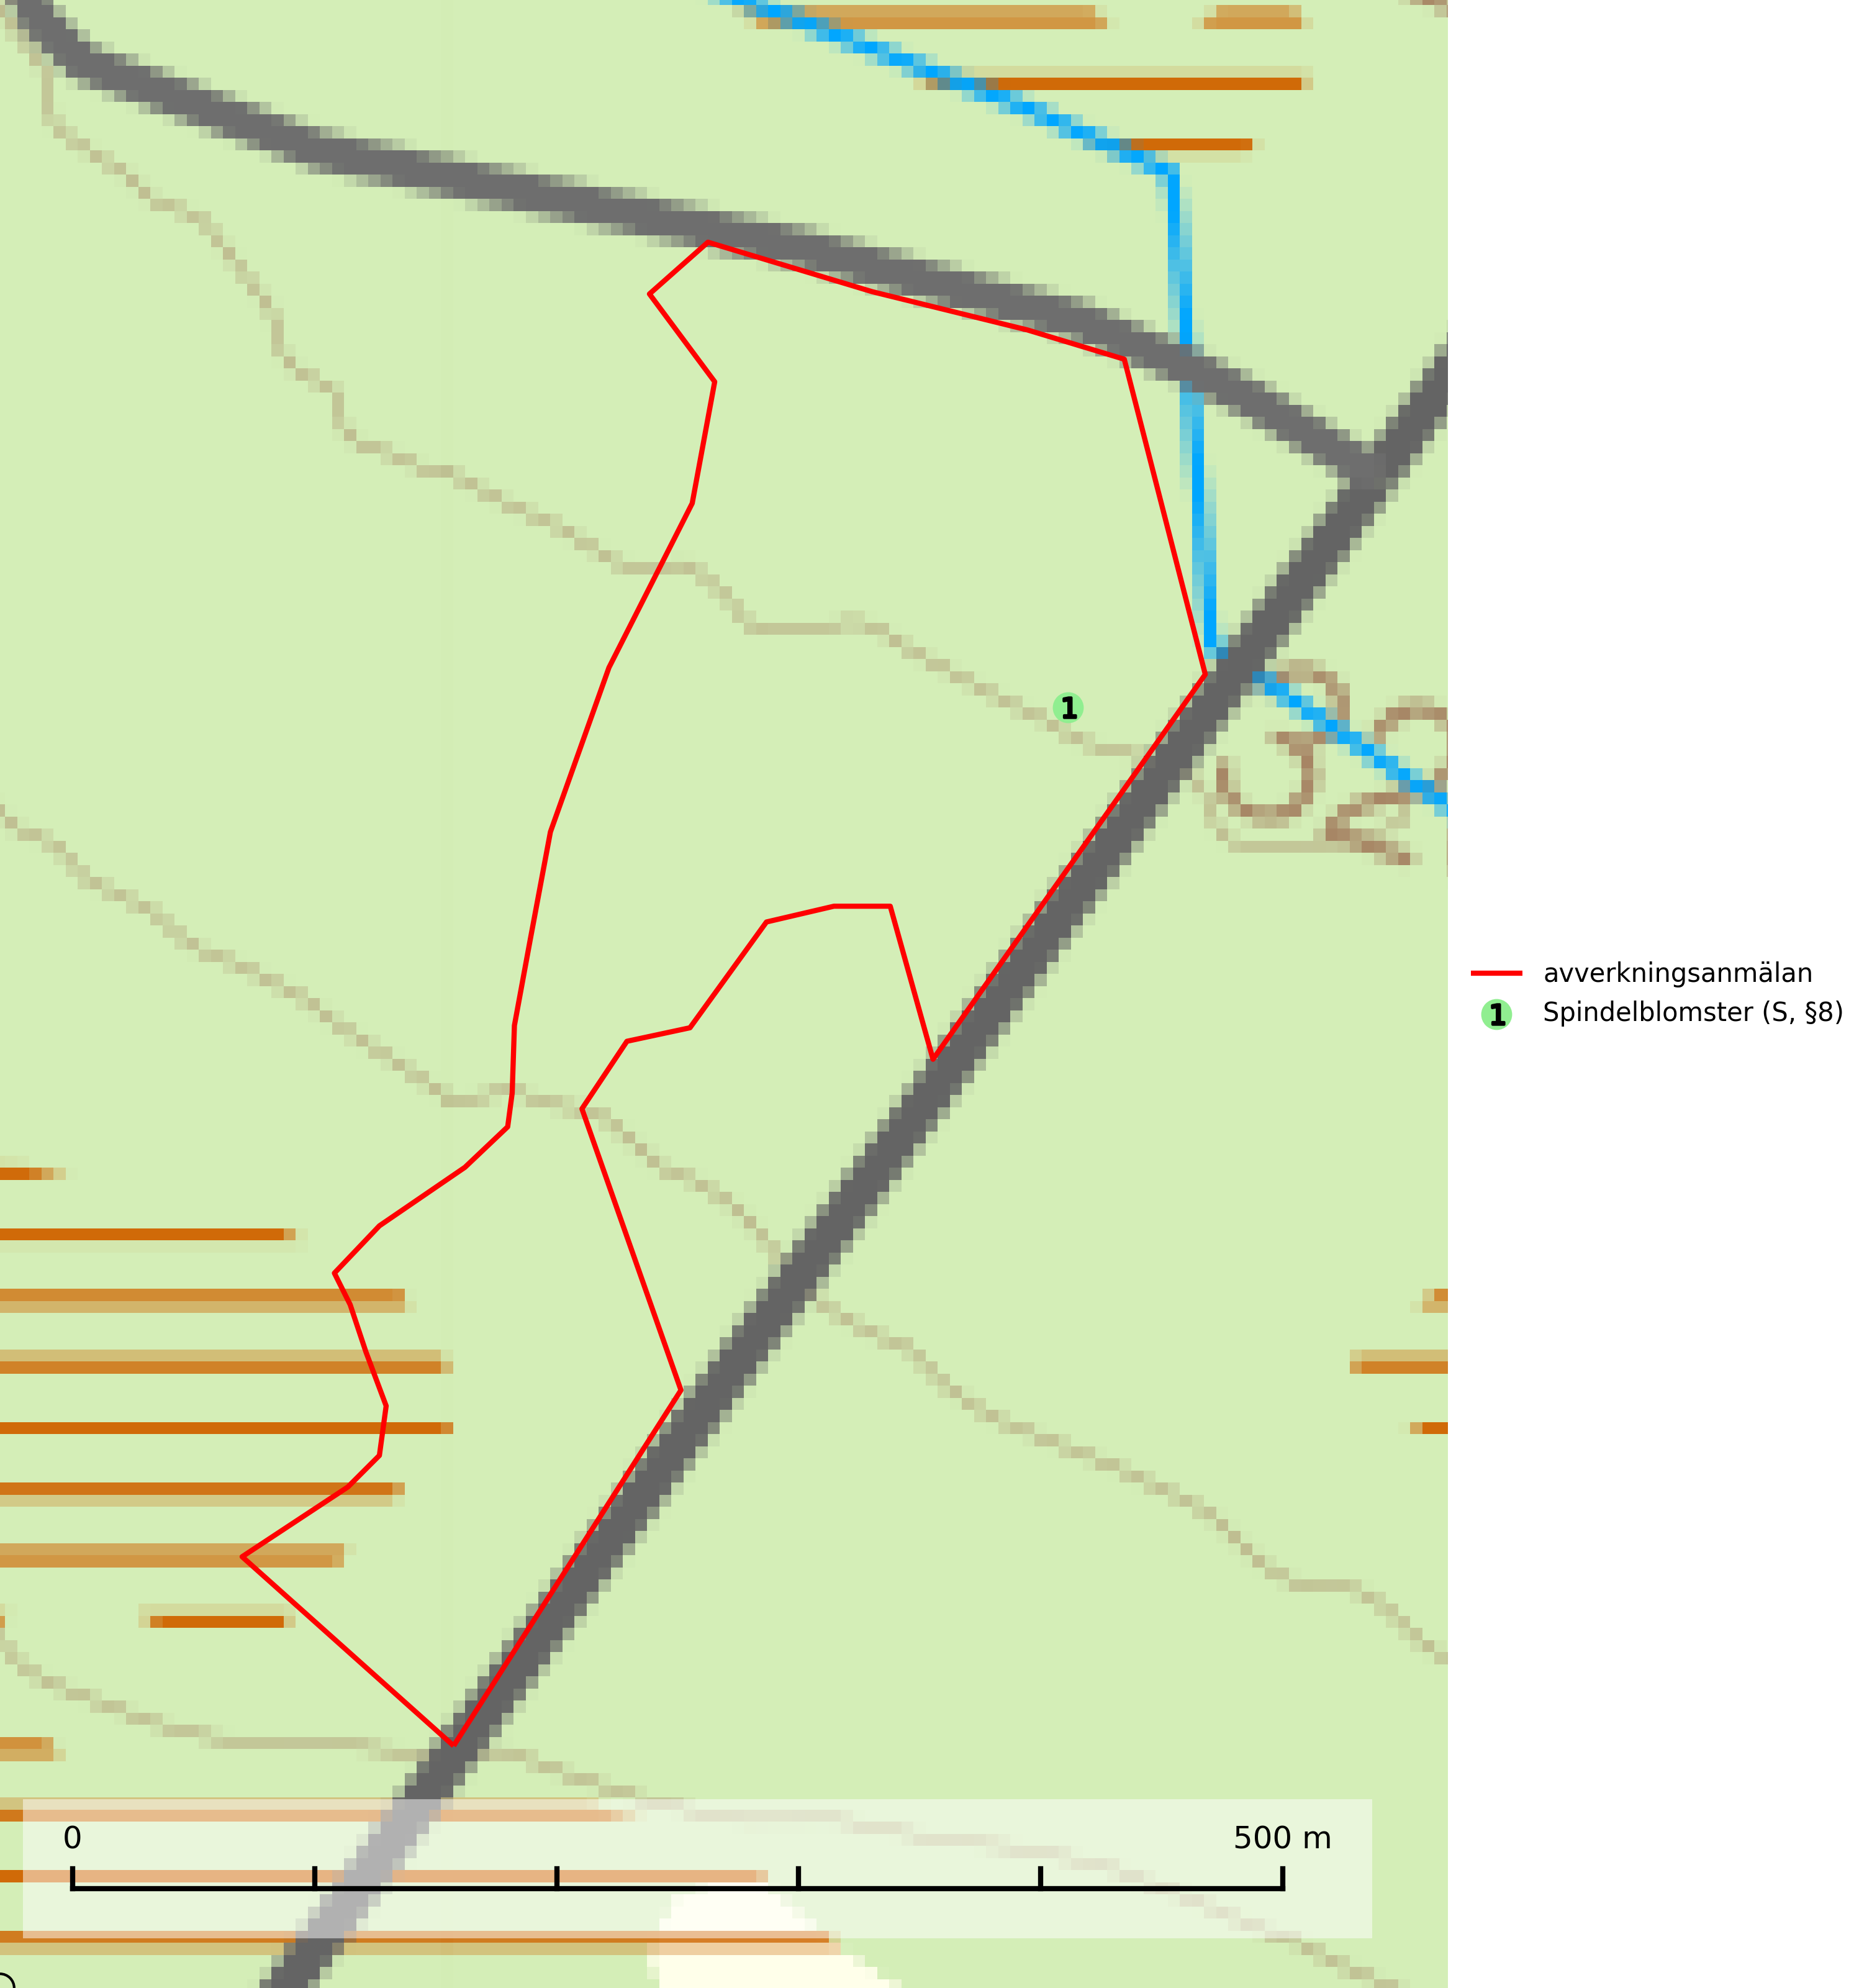 1
avverkningsanmälan
1 Spindelblomster (S, §8)
0 500 m